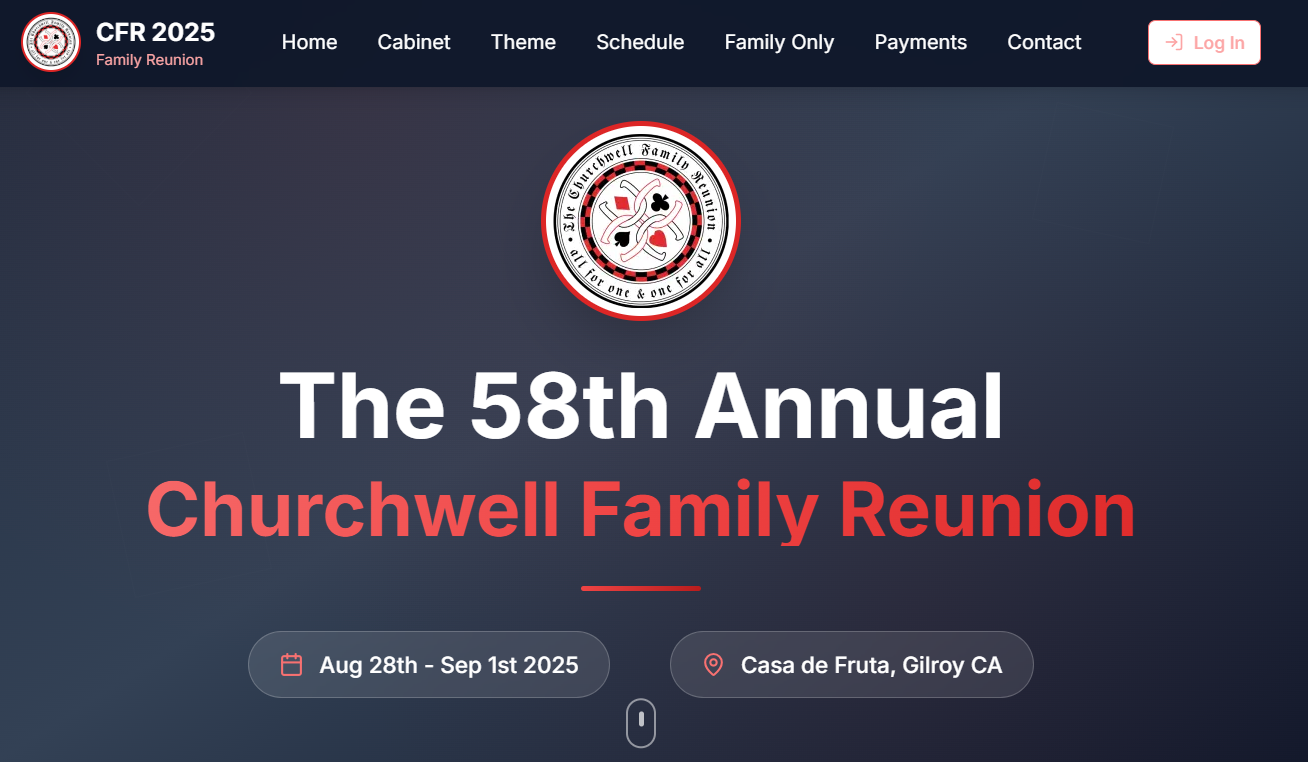 CFR 2025
Family Reunion
Home Cabinet Theme Schedule Family Only Payments Contact
Log In
The Churchwell Family Reunion
• all for one & one for all •
The 58th Annual
Churchwell Family Reunion
Aug 28th - Sep 1st 2025
Casa de Fruta, Gilroy CA